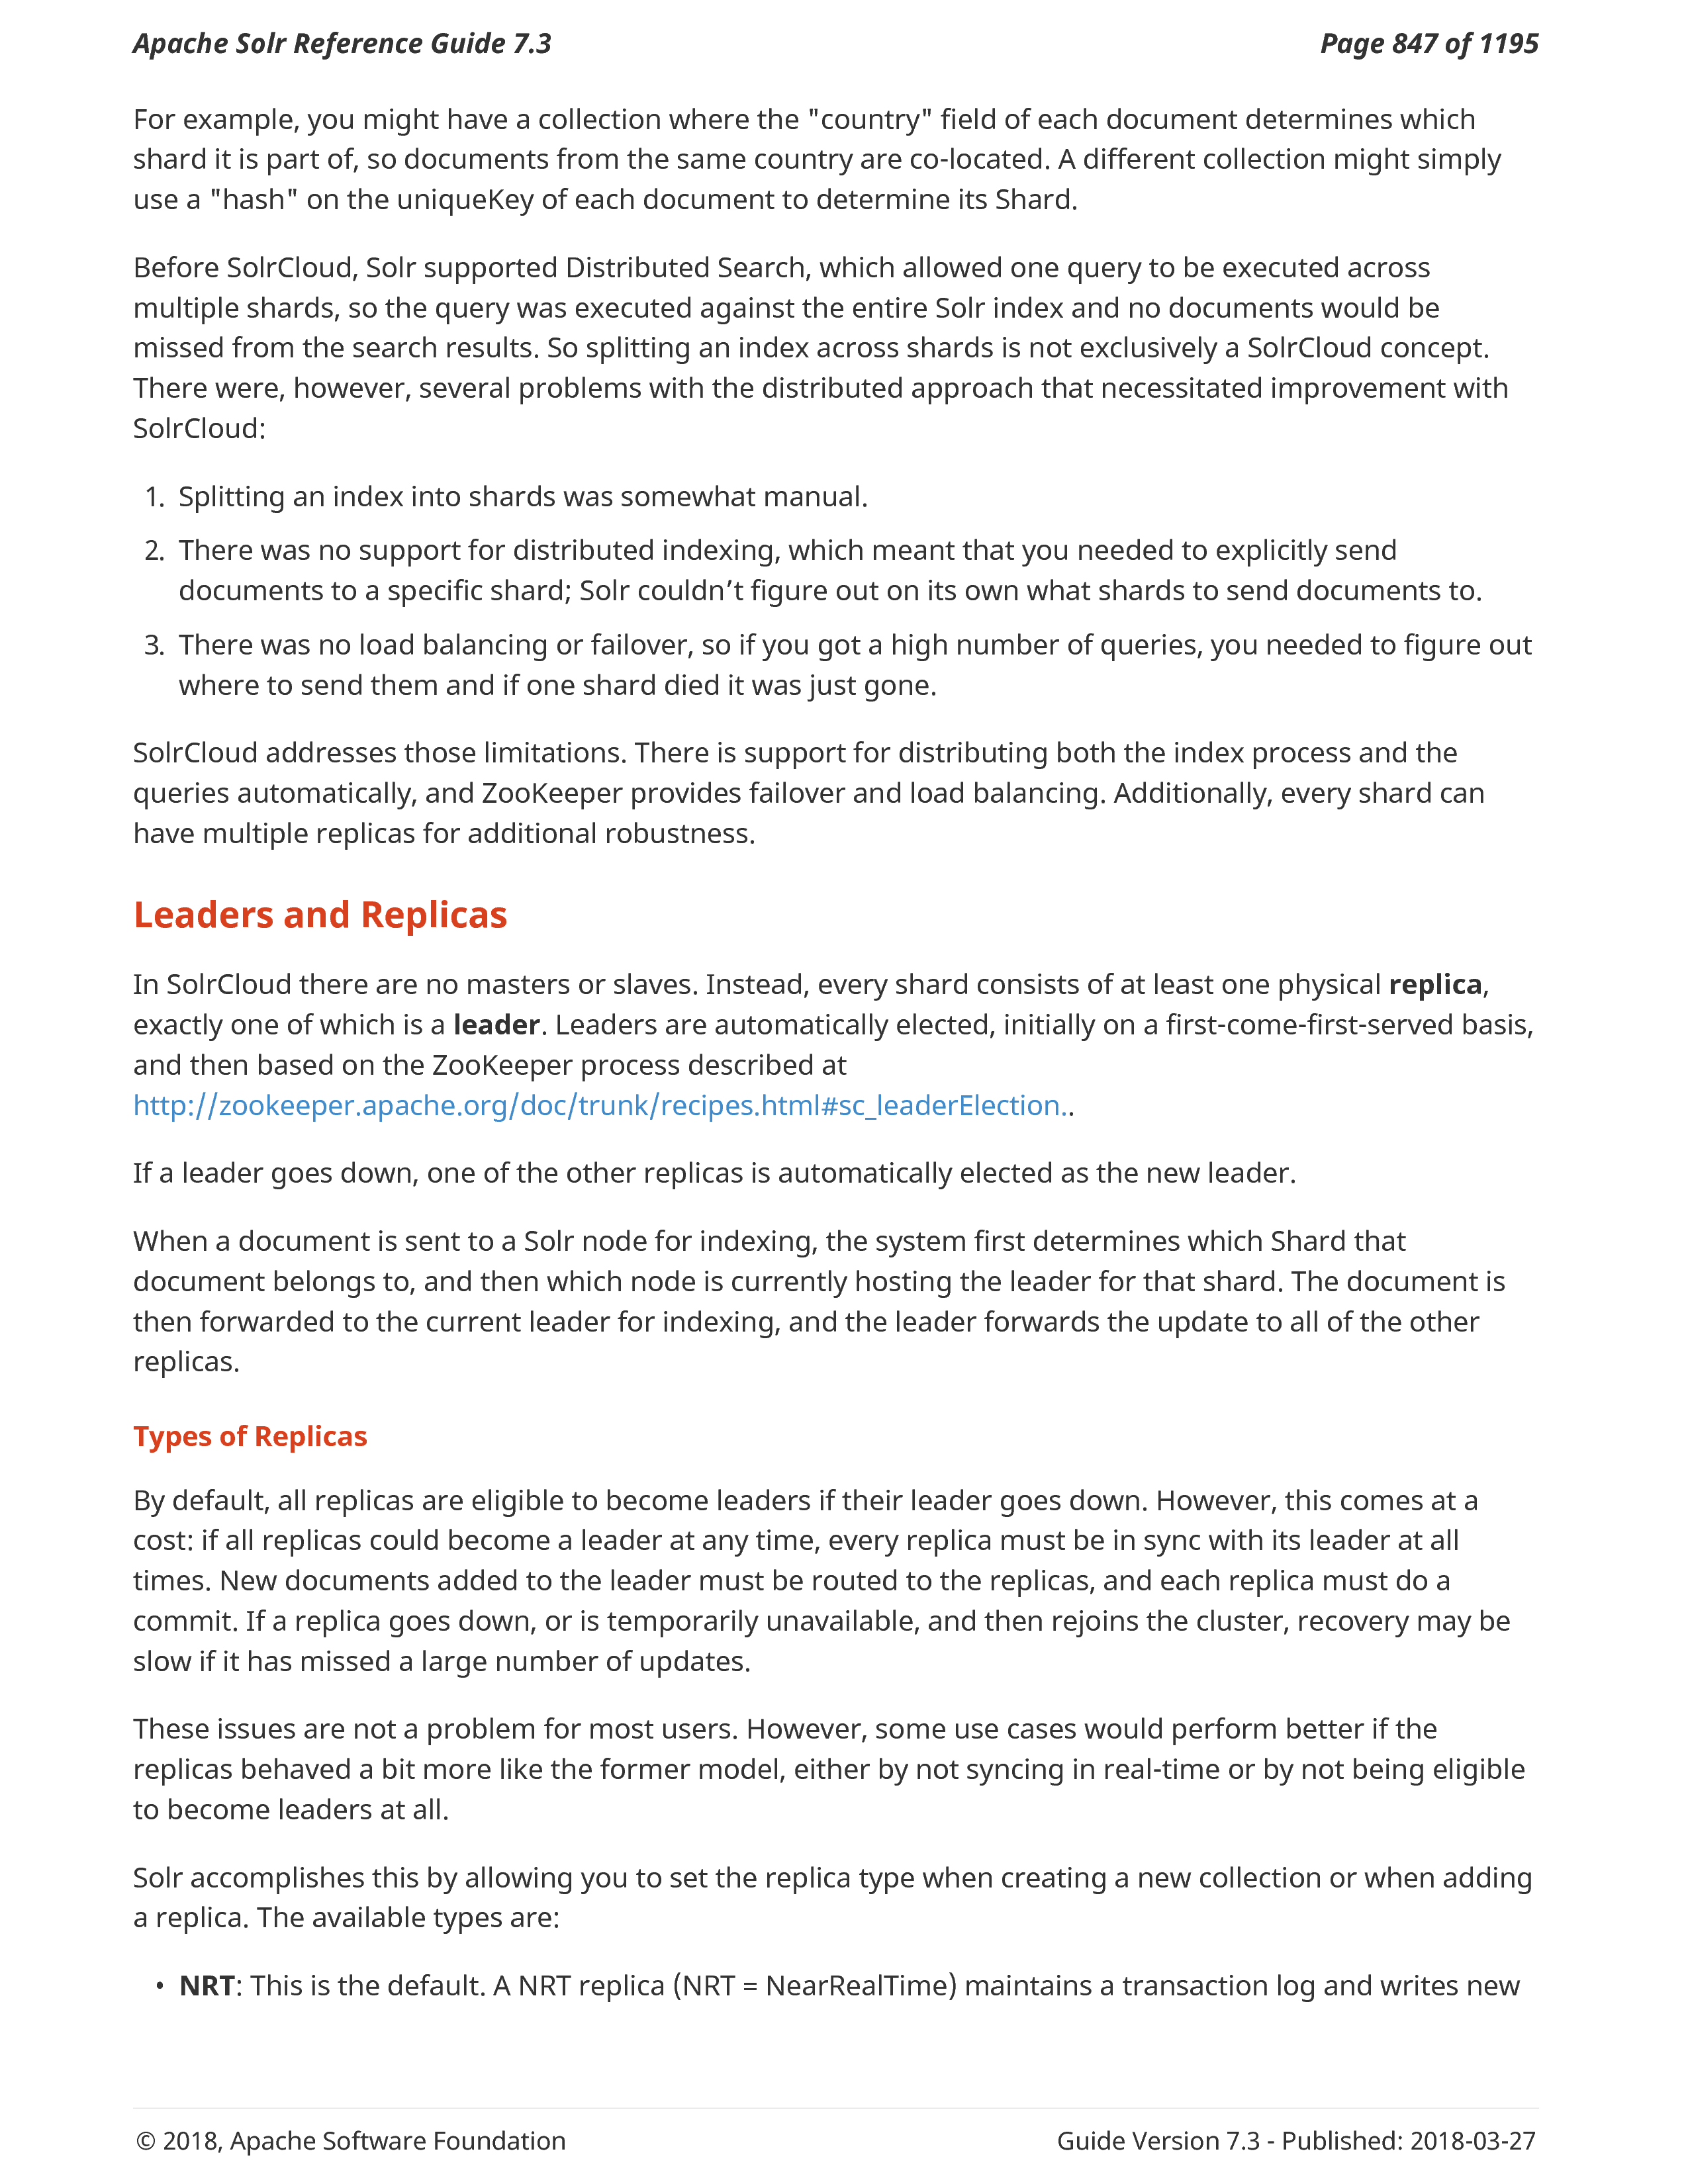 Apache Solr Reference Guide 7.3
Page 847 of 1195
For example, you might have a collection where the "country" field of each document determines which
shard it is part of, so documents from the same country are co-located. A different collection might simply
use a "hash" on the uniqueKey of each document to determine its Shard.
Before SolrCloud, Solr supported Distributed Search, which allowed one query to be executed across
multiple shards, so the query was executed against the entire Solr index and no documents would be
missed from the search results. So splitting an index across shards is not exclusively a SolrCloud concept.
There were, however, several problems with the distributed approach that necessitated improvement with
SolrCloud:
1. Splitting an index into shards was somewhat manual.
2. There was no support for distributed indexing, which meant that you needed to explicitly send
documents to a specific shard; Solr couldn’t figure out on its own what shards to send documents to.
3. There was no load balancing or failover, so if you got a high number of queries, you needed to figure out
where to send them and if one shard died it was just gone.
SolrCloud addresses those limitations. There is support for distributing both the index process and the
queries automatically, and ZooKeeper provides failover and load balancing. Additionally, every shard can
have multiple replicas for additional robustness.
Leaders and Replicas
In SolrCloud there are no masters or slaves. Instead, every shard consists of at least one physical replica,
exactly one of which is a leader. Leaders are automatically elected, initially on a first-come-first-served basis,
and then based on the ZooKeeper process described at
http://zookeeper.apache.org/doc/trunk/recipes.html#sc_leaderElection..
If a leader goes down, one of the other replicas is automatically elected as the new leader.
When a document is sent to a Solr node for indexing, the system first determines which Shard that
document belongs to, and then which node is currently hosting the leader for that shard. The document is
then forwarded to the current leader for indexing, and the leader forwards the update to all of the other
replicas.
Types of Replicas
By default, all replicas are eligible to become leaders if their leader goes down. However, this comes at a
cost: if all replicas could become a leader at any time, every replica must be in sync with its leader at all
times. New documents added to the leader must be routed to the replicas, and each replica must do a
commit. If a replica goes down, or is temporarily unavailable, and then rejoins the cluster, recovery may be
slow if it has missed a large number of updates.
These issues are not a problem for most users. However, some use cases would perform better if the
replicas behaved a bit more like the former model, either by not syncing in real-time or by not being eligible
to become leaders at all.
Solr accomplishes this by allowing you to set the replica type when creating a new collection or when adding
a replica. The available types are:
• NRT: This is the default. A NRT replica (NRT = NearRealTime) maintains a transaction log and writes new
© 2018, Apache Software Foundation
Guide Version 7.3 - Published: 2018-03-27